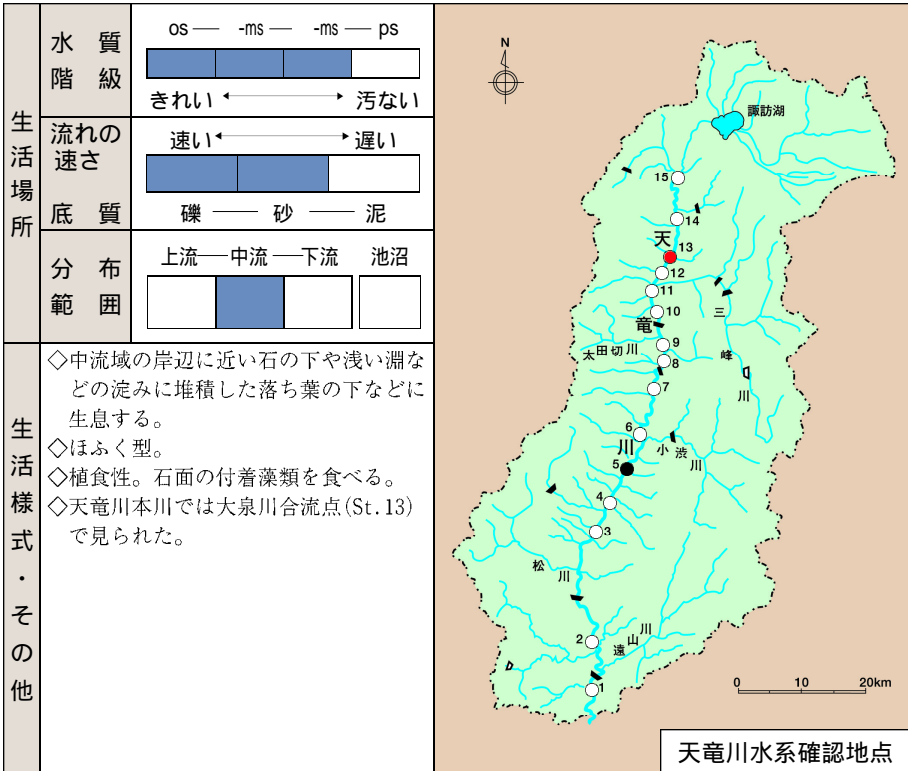 生活場所
水質階級
os — -ms — -ms — ps
きれい ←→ 汚ない
流れの速さ
速い ←→ 遅い
底質
礫 — 砂 — 泥
分布範囲
上流—中流—下流 池沼
生活様式・その他
◇中流域の岸辺に近い石の下や浅い淵な
どの淀みに堆積した落ち葉の下などに
生息する。
◇ほふく型。
◇植食性。石面の付着藻類を食べる。
◇天竜川本川では大泉川合流点(St.13)
で見られた。
N
諏訪湖
15
14
天
13
12
11
10
三峰川
竜
太田切川
9
8
7
6
川
小渋川
5
4
3
松川
2
遠山川
1
0 10 20km
天竜川水系確認地点